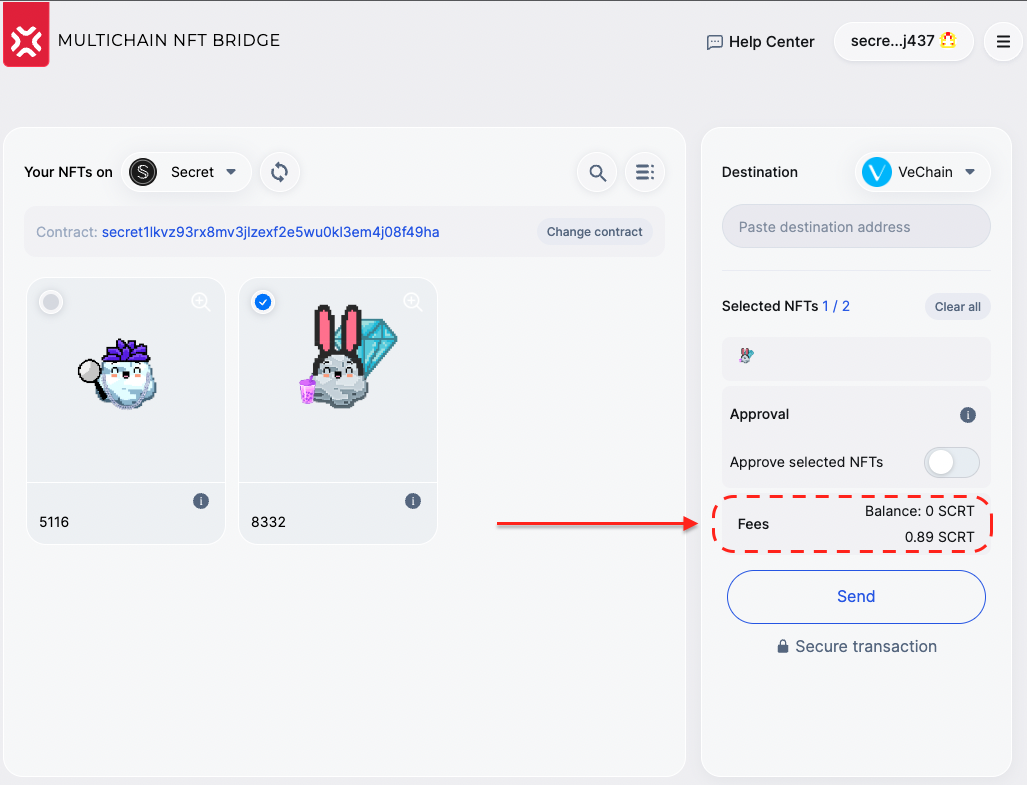 MULTICHAIN NFT BRIDGE
Help Center
secre...j437
Your NFTs on
S
Secret
Contract: secret1lkvz93rx8mv3jlzexf2e5wu0kl3em4j08f49ha
Change contract
5116
8332
Destination
VeChain
Paste destination address
Selected NFTs 1 / 2
Clear all
Approval
Approve selected NFTs
Fees
Balance: 0 SCRT
0.89 SCRT
Send
Secure transaction